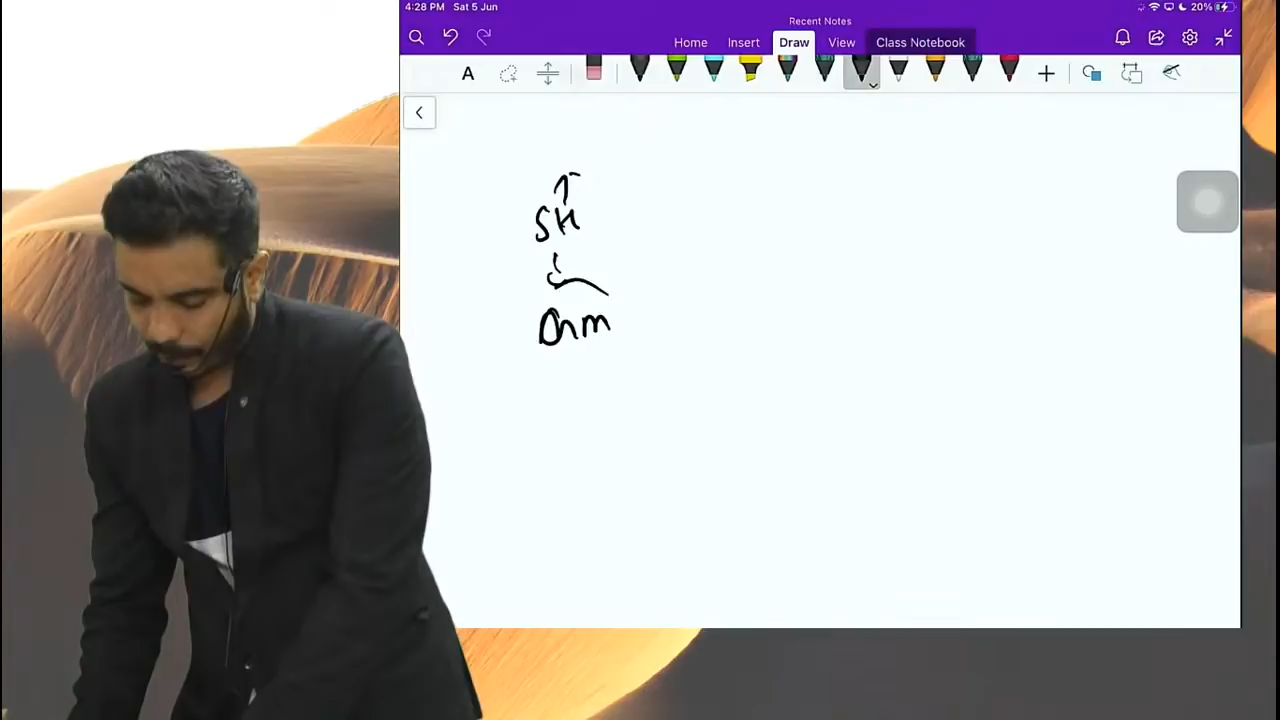 4:28 PM Sat 5 Jun
20%
Recent Notes
Home Insert Draw View Class Notebook
A
SH